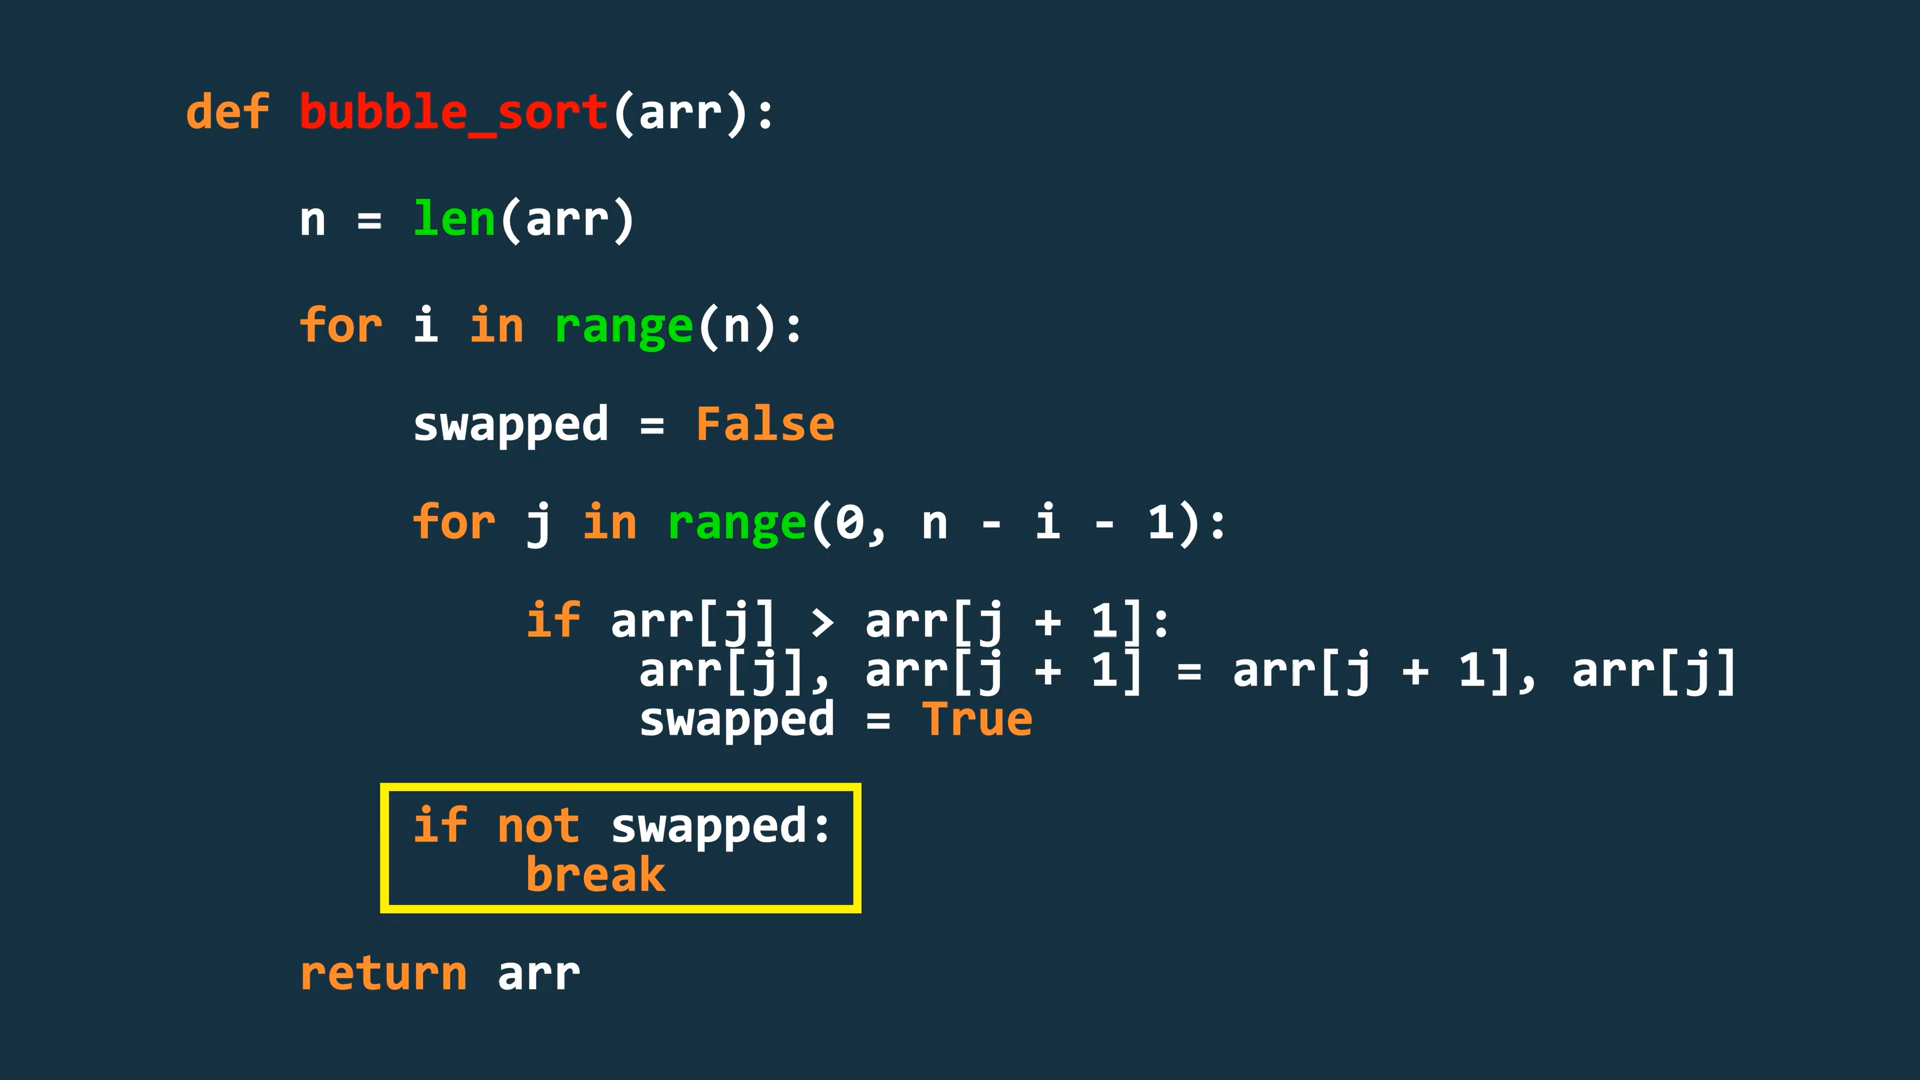 def bubble_sort(arr):
n = len(arr)
for i in range(n):
swapped = False
for j in range(0, n - i - 1):
if arr[j] > arr[j + 1]:
arr[j], arr[j + 1] = arr[j + 1], arr[j]
swapped = True
if not swapped:
break
return arr